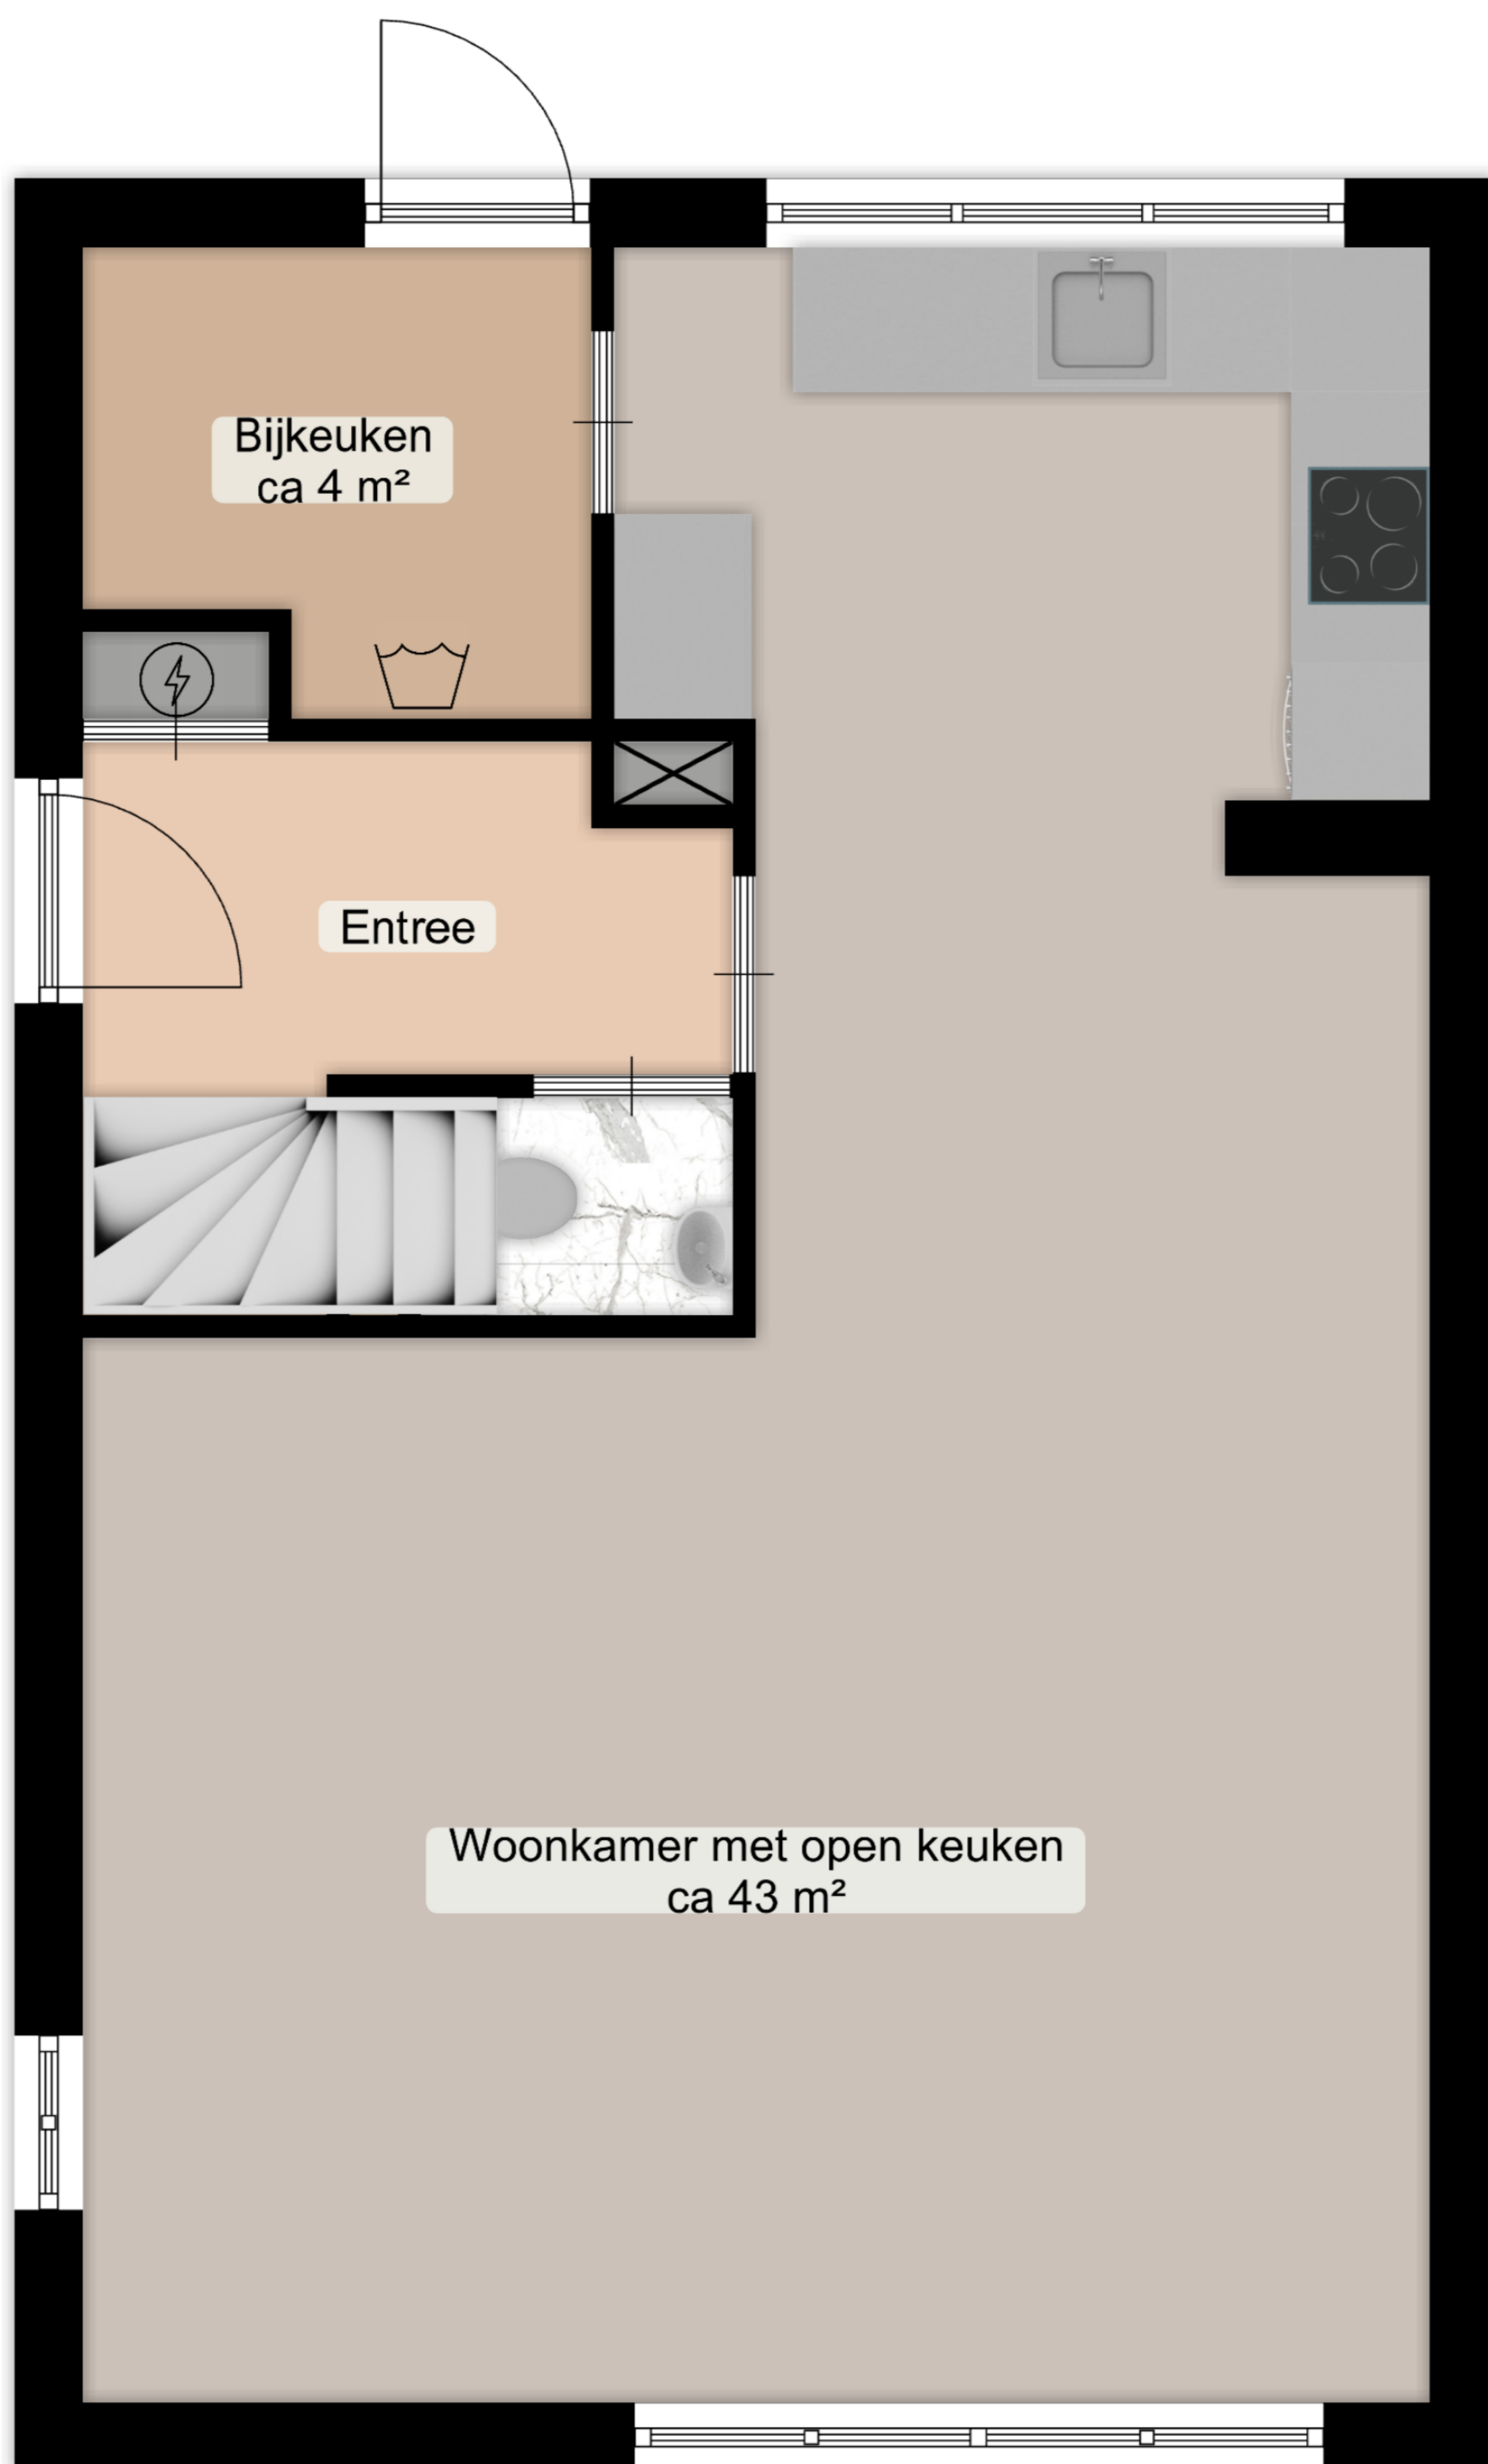 Bijkeuken
ca 4 m²
Entree
Woonkamer met open keuken
ca 43 m²